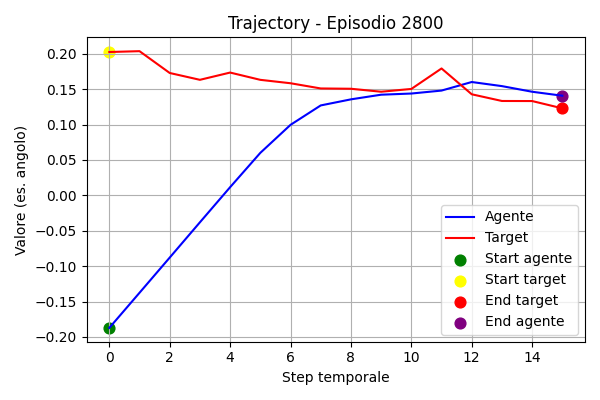 Trajectory - Episodio 2800
Valore (es. angolo)
0.20
0.15
0.10
0.05
0.00
−0.05
−0.10
−0.15
−0.20
Agente
Target
Start agente
Start target
End target
End agente
0 2 4 6 8 10 12 14
Step temporale